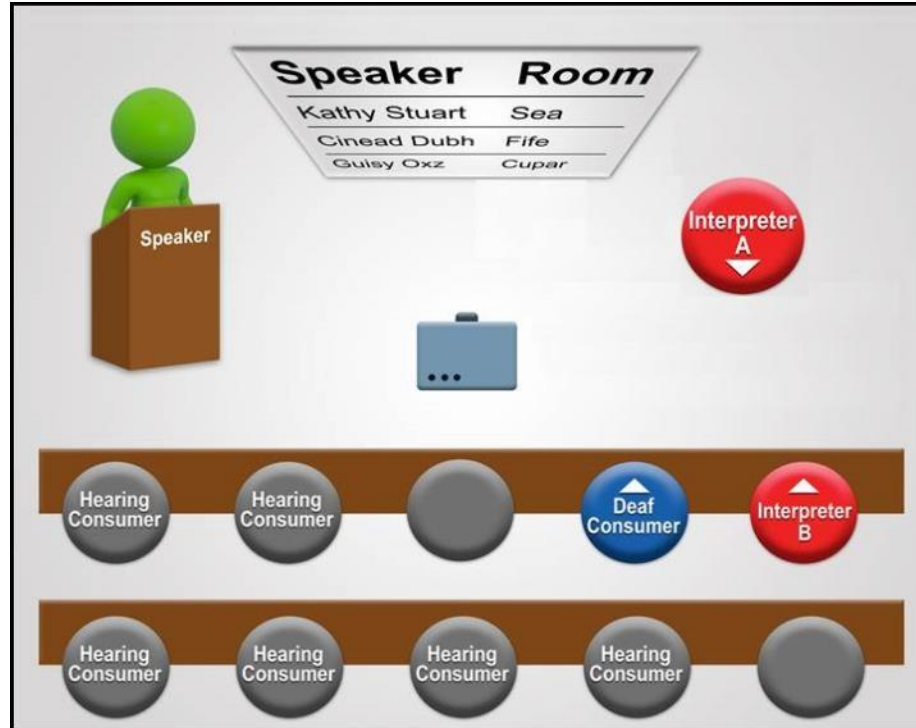 Speaker Room
Kathy Stuart Sea
Cinead Dubh Fife
Guisy Oxz Cupar
Speaker
Interpreter
A
Hearing
Consumer
Hearing
Consumer
Deaf
Consumer
Interpreter
B
Hearing
Consumer
Hearing
Consumer
Hearing
Consumer
Hearing
Consumer